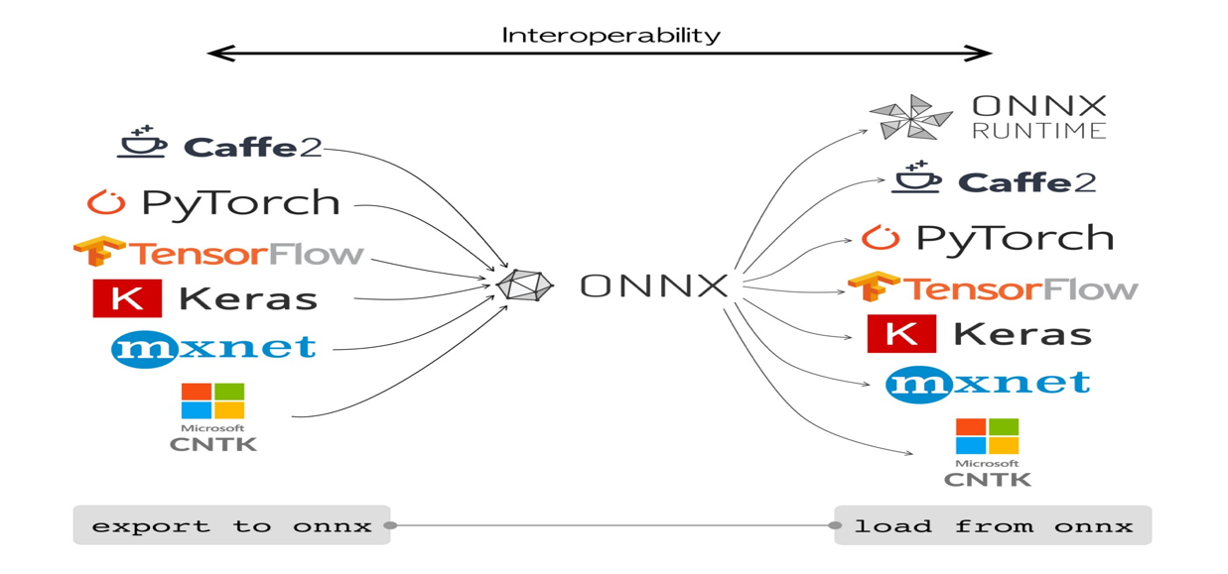 Interoperability
Caffe2
PyTorch
TensorFlow
K Keras
mxnet
Microsoft
CNTK
ONNX
ONNX
RUNTIME
Caffe2
PyTorch
TensorFlow
K Keras
mxnet
Microsoft
CNTK
export to onnx
load from onnx